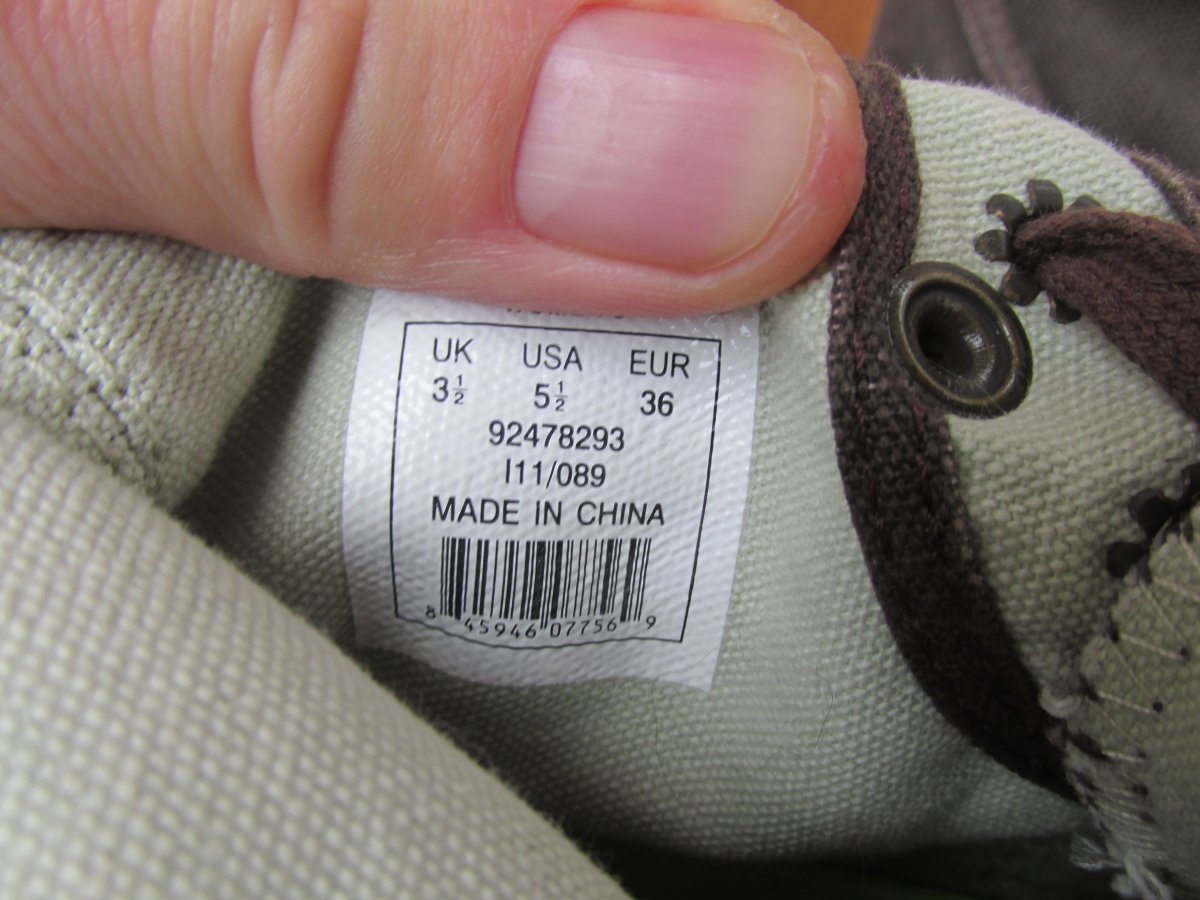 UK USA EUR
3½ 5½ 36
92478293
I11/089
MADE IN CHINA
8 45946 07756 9